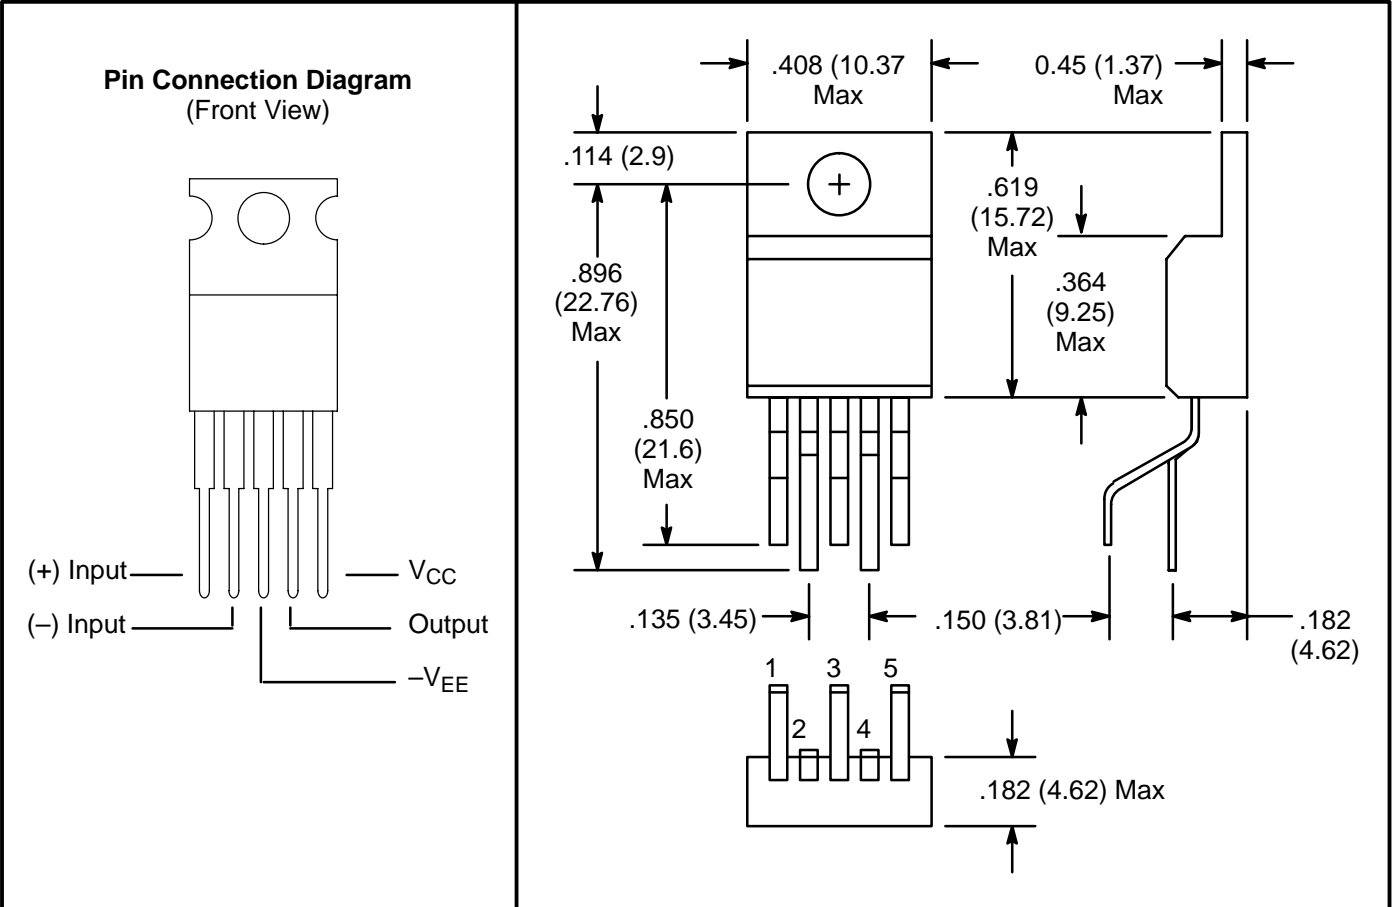 Pin Connection Diagram
(Front View)
(+) Input
VCC
(–) Input
Output
–VEE
.408 (10.37
Max
0.45 (1.37)
Max
.114 (2.9)
.619
(15.72)
Max
.896
(22.76)
Max
.364
(9.25)
Max
.850
(21.6)
Max
.135 (3.45)
.150 (3.81)
.182
(4.62)
1 3 5
2 4
.182 (4.62) Max